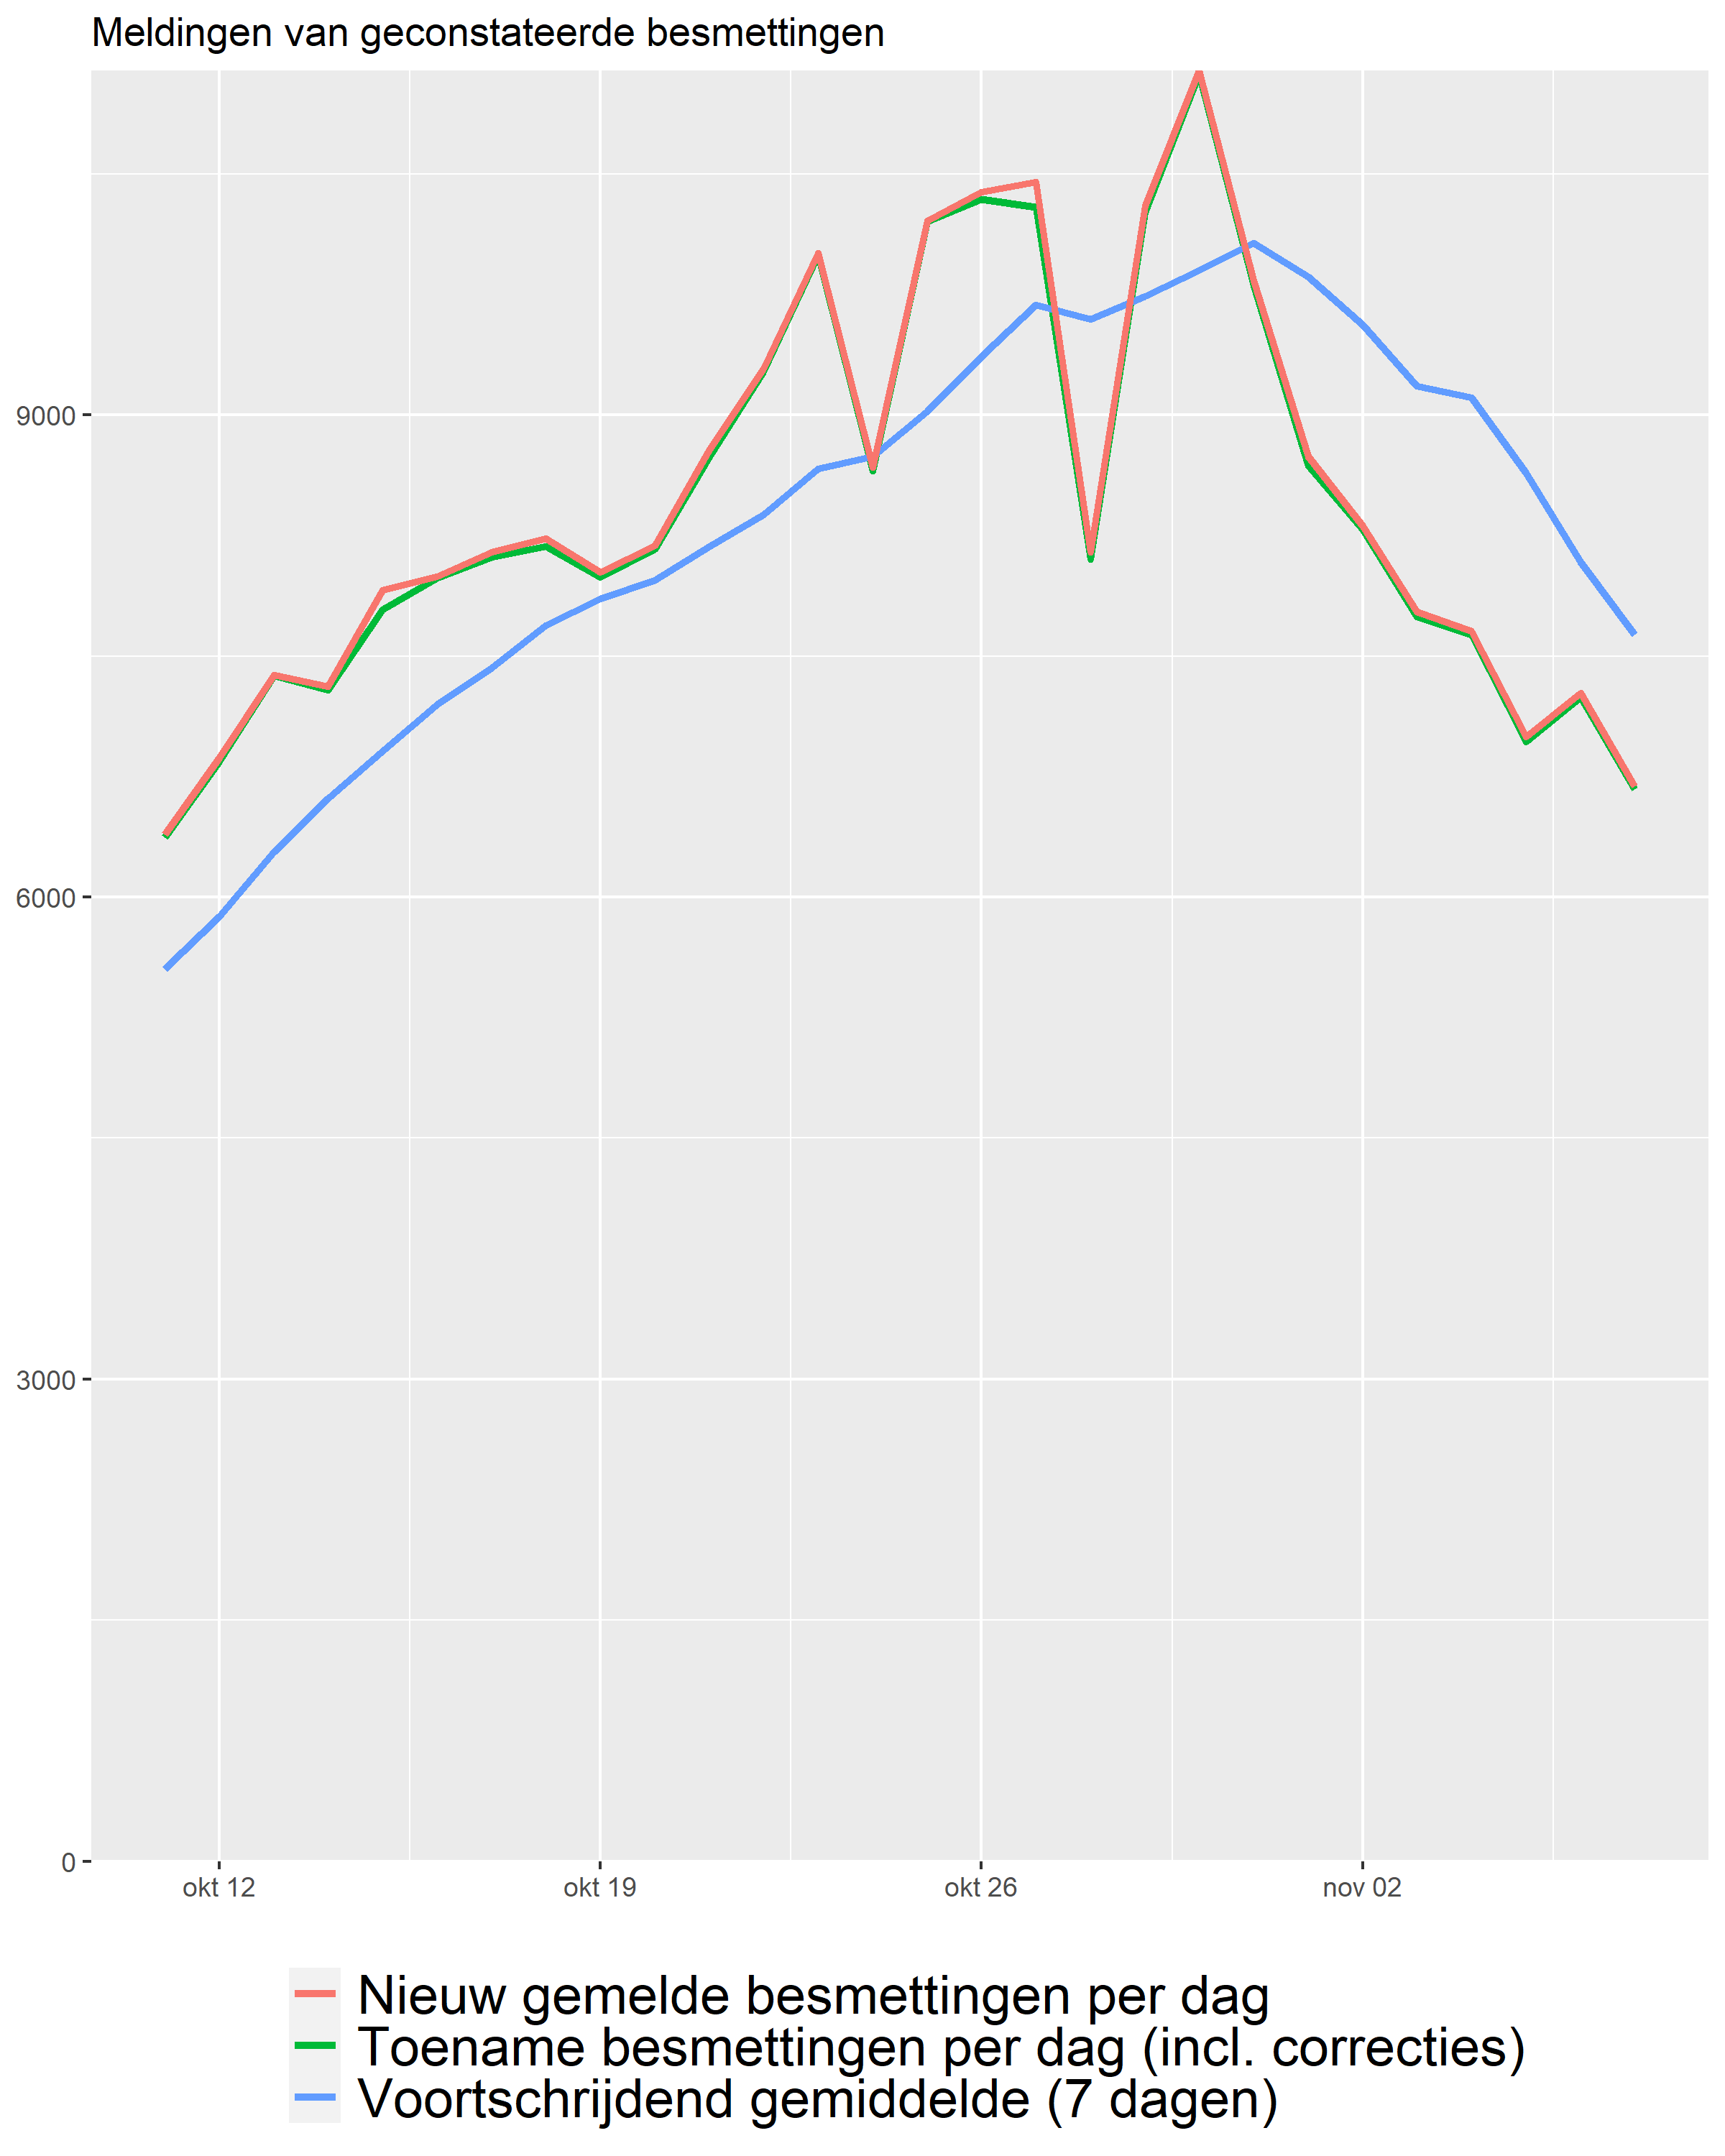 Meldingen van geconstateerde besmettingen
9000
6000
3000
0
okt 12 okt 19 okt 26 nov 02
Nieuw gemelde besmettingen per dag
Toename besmettingen per dag (incl. correcties)
Voortschrijdend gemiddelde (7 dagen)